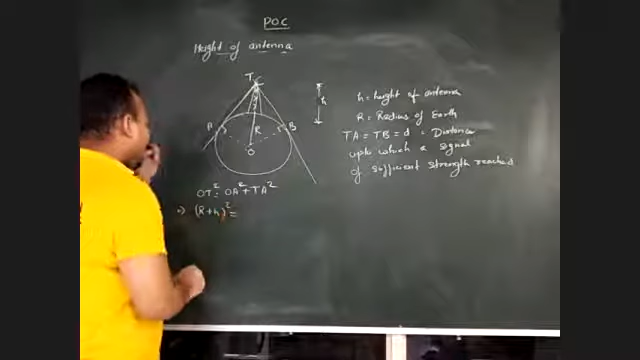 POC
Height of antenna
T
h
A
B
R
O
h = height of antenna
R = Radius of Earth
TA = TB = d = Distance
upto which a signal
of sufficient strength reached
OT² = OA² + TA²
⇒ (R+h)² =